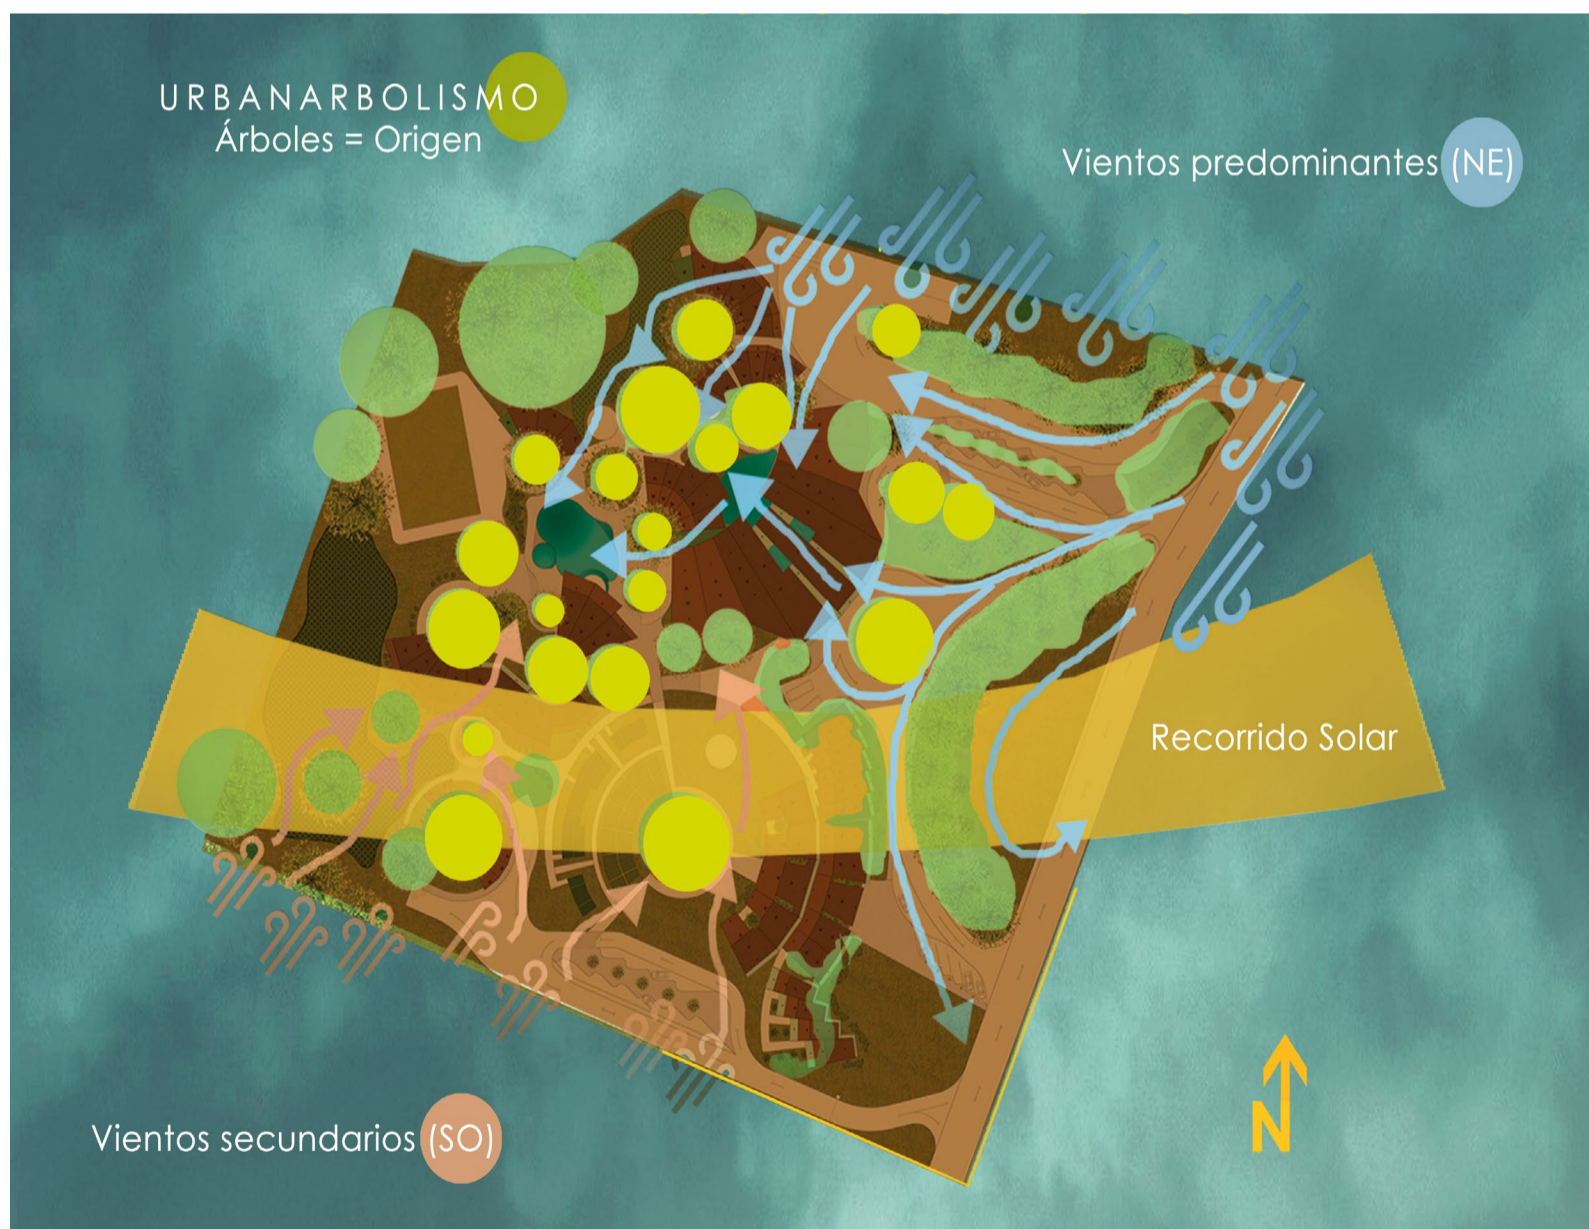 URBANARBOLISMO
Árboles = Origen
Vientos predominantes (NE)
Recorrido Solar
Vientos secundarios (SO)
N